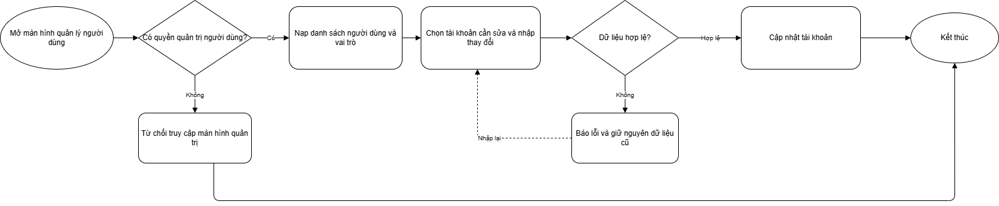 Mở màn hình quản lý người
dùng
Có quyền quản trị người dùng?
Có
Nạp danh sách người dùng và
vai trò
Chọn tài khoản cần sửa và nhập
thay đổi
Dữ liệu hợp lệ?
Hợp lệ
Cập nhật tài khoản
Kết thúc
Không
Không
Từ chối truy cập màn hình quản
trị
Nhập lại
Báo lỗi và giữ nguyên dữ liệu
cũ